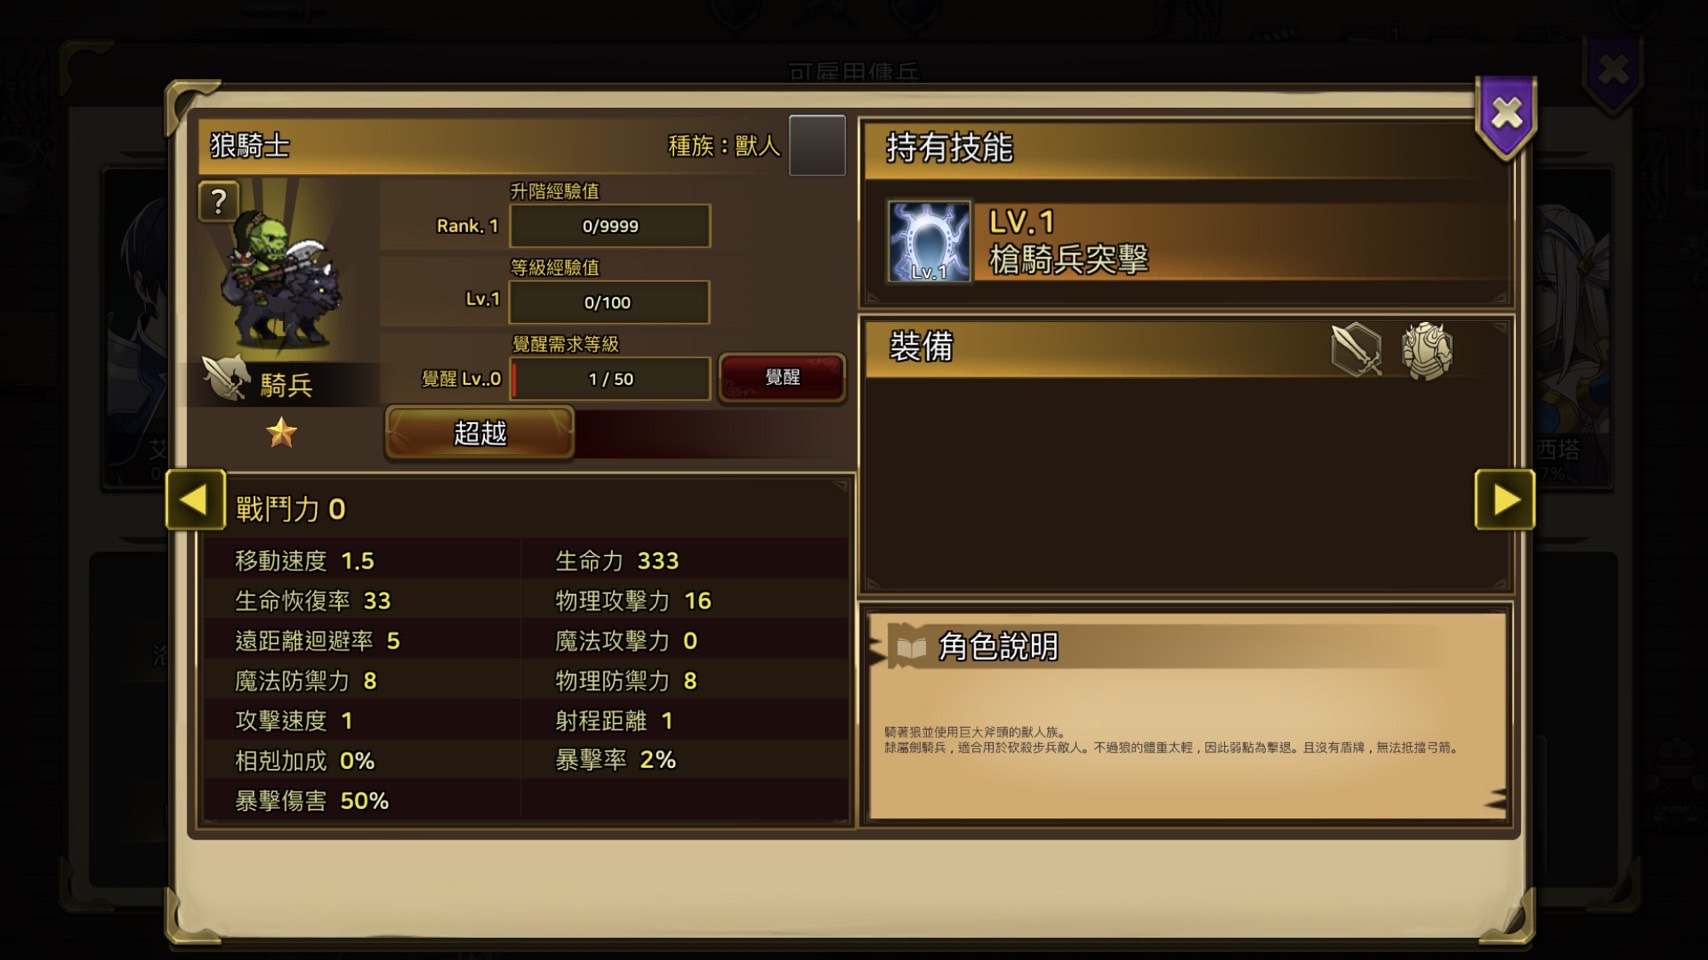 可雇用傭兵
狼騎士
種族：獸人
?
升階經驗值
Rank. 1
0/9999
等級經驗值
Lv.1
0/100
覺醒需求等級
覺醒 Lv..0
1 / 50
覺醒
騎兵
超越
戰鬥力 0
移動速度 1.5
生命力 333
生命恢復率 33
物理攻擊力 16
遠距離迴避率 5
魔法攻擊力 0
魔法防禦力 8
物理防禦力 8
攻擊速度 1
射程距離 1
相剋加成 0%
暴擊率 2%
暴擊傷害 50%
持有技能
Lv.1
LV.1
槍騎兵突擊
裝備
角色說明
騎著狼並使用巨大斧頭的獸人族。
隸屬劍騎兵，適合用於砍殺步兵敵人。不過狼的體重太輕，因此弱點為擊退。且沒有盾牌，無法抵擋弓箭。
西塔
7%